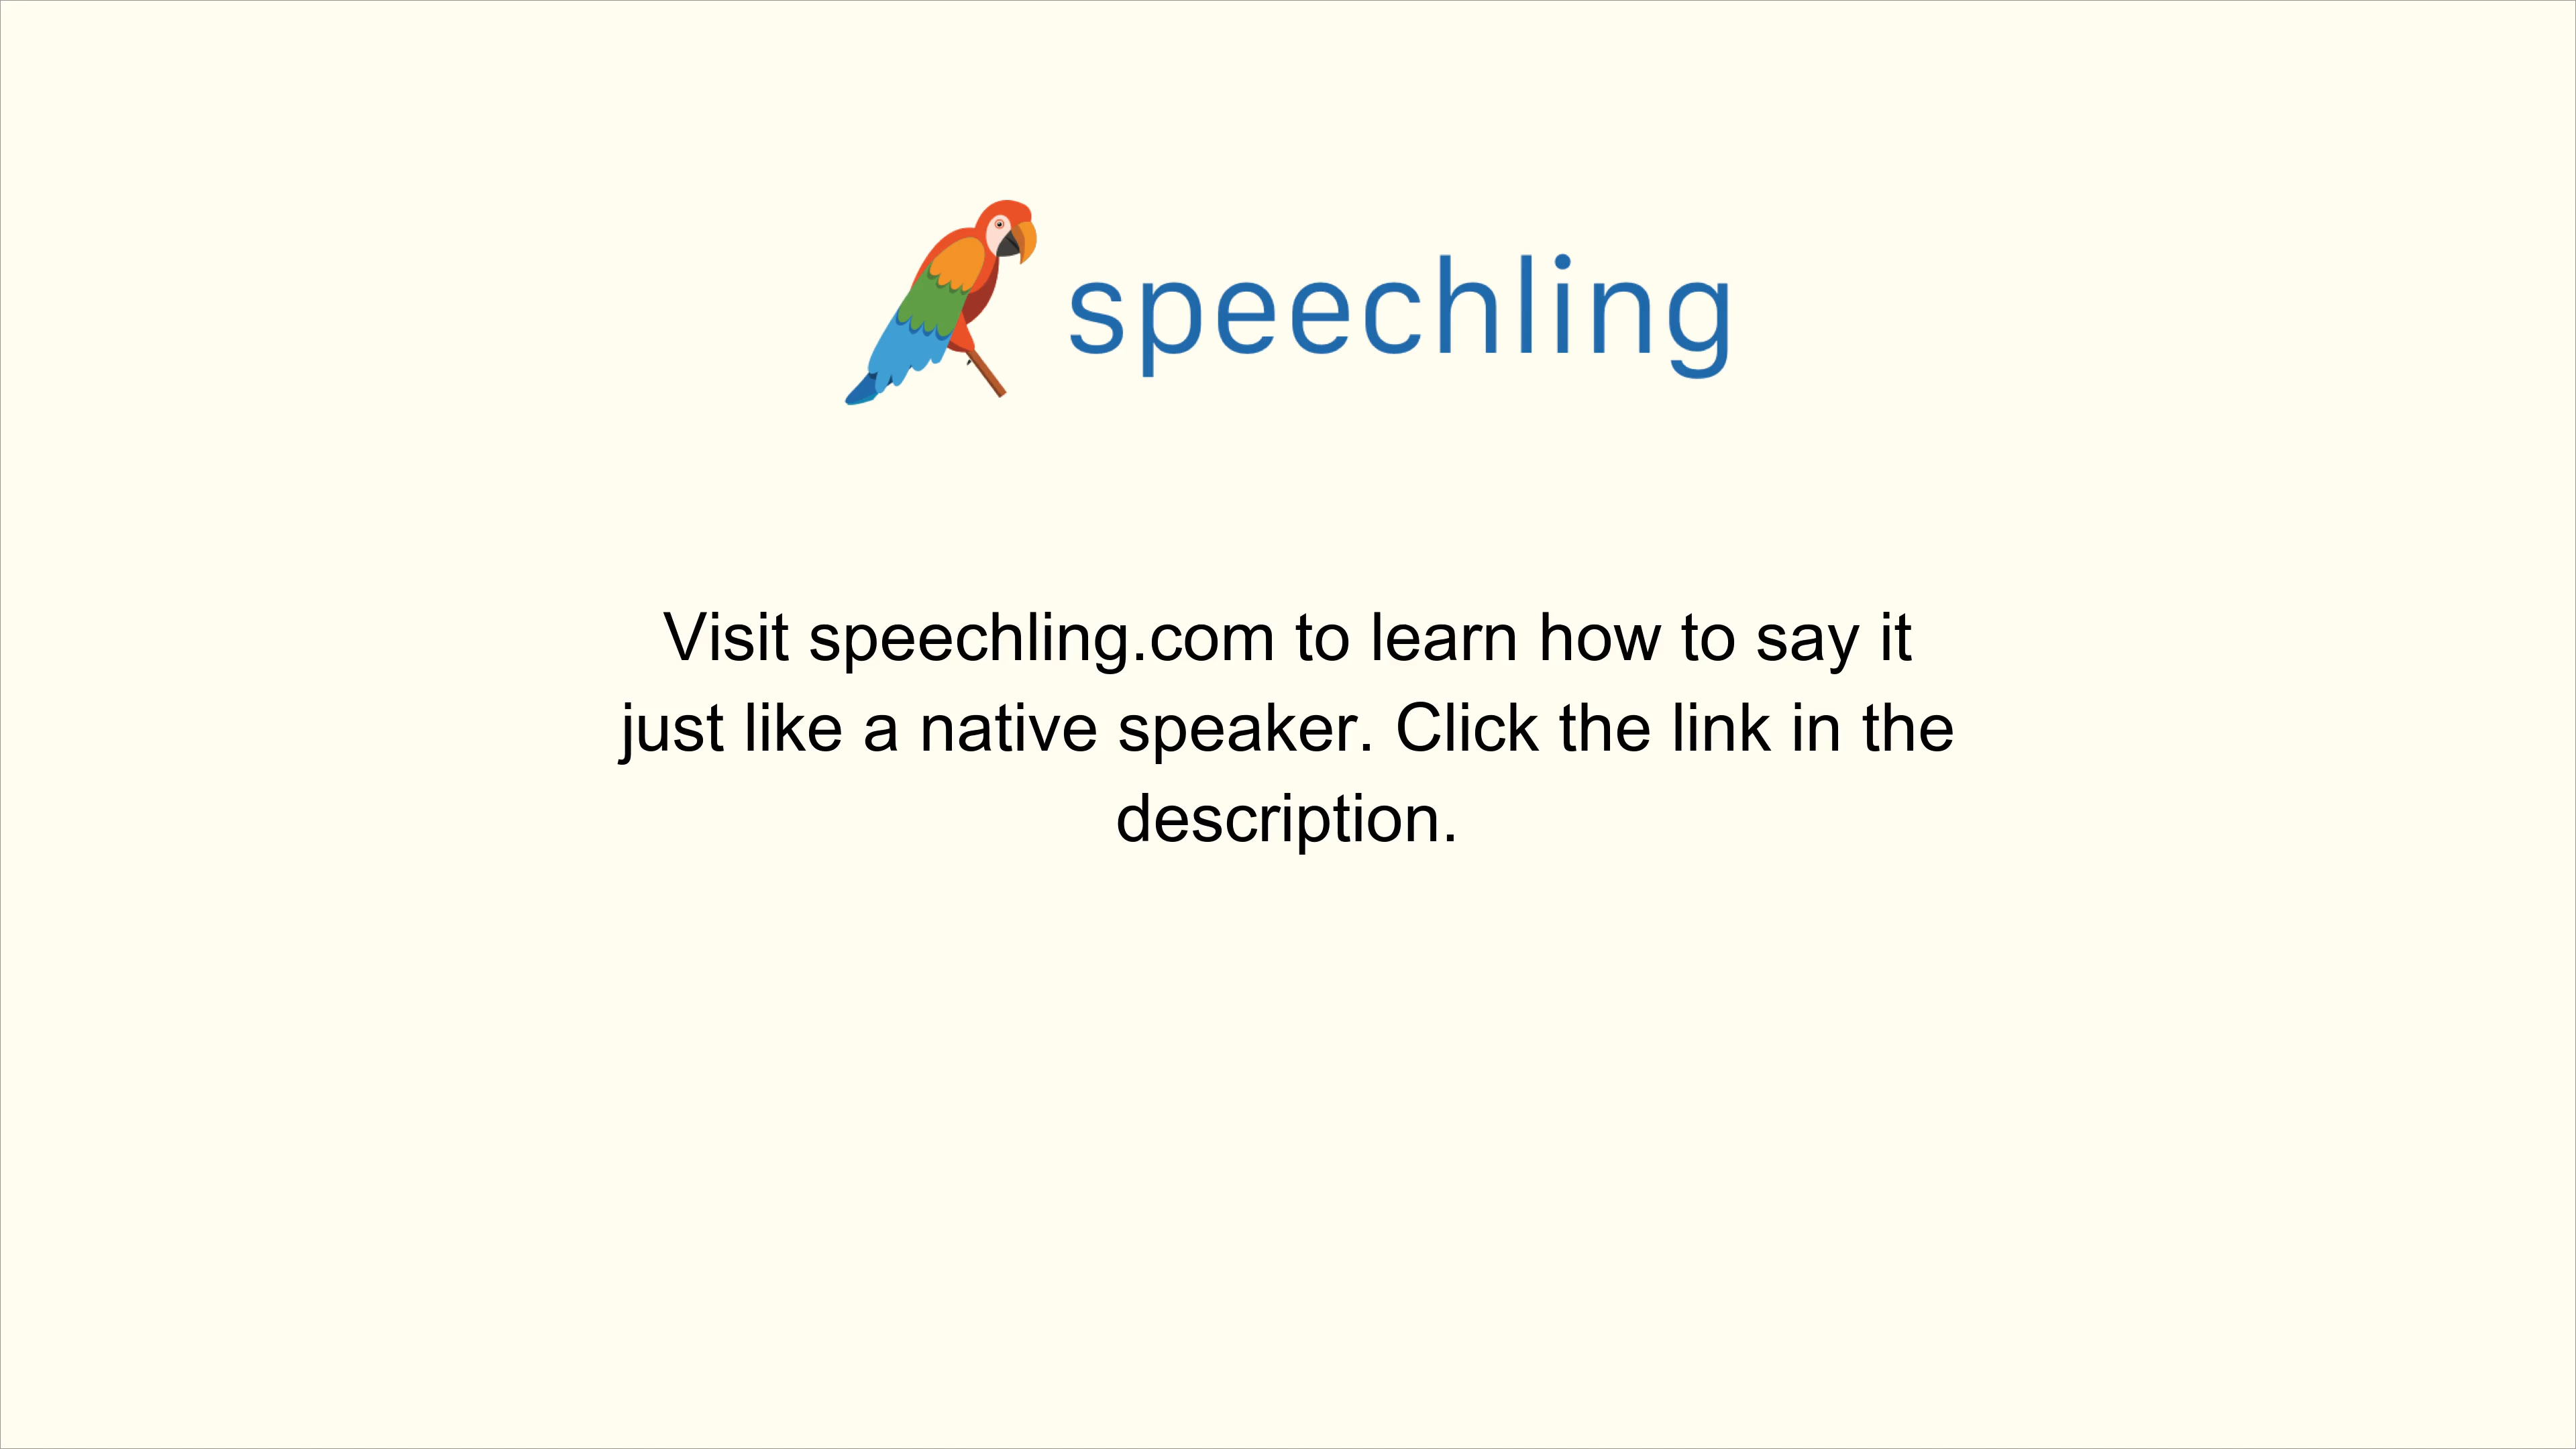 speechling
Visit speechling.com to learn how to say it
just like a native speaker. Click the link in the
description.